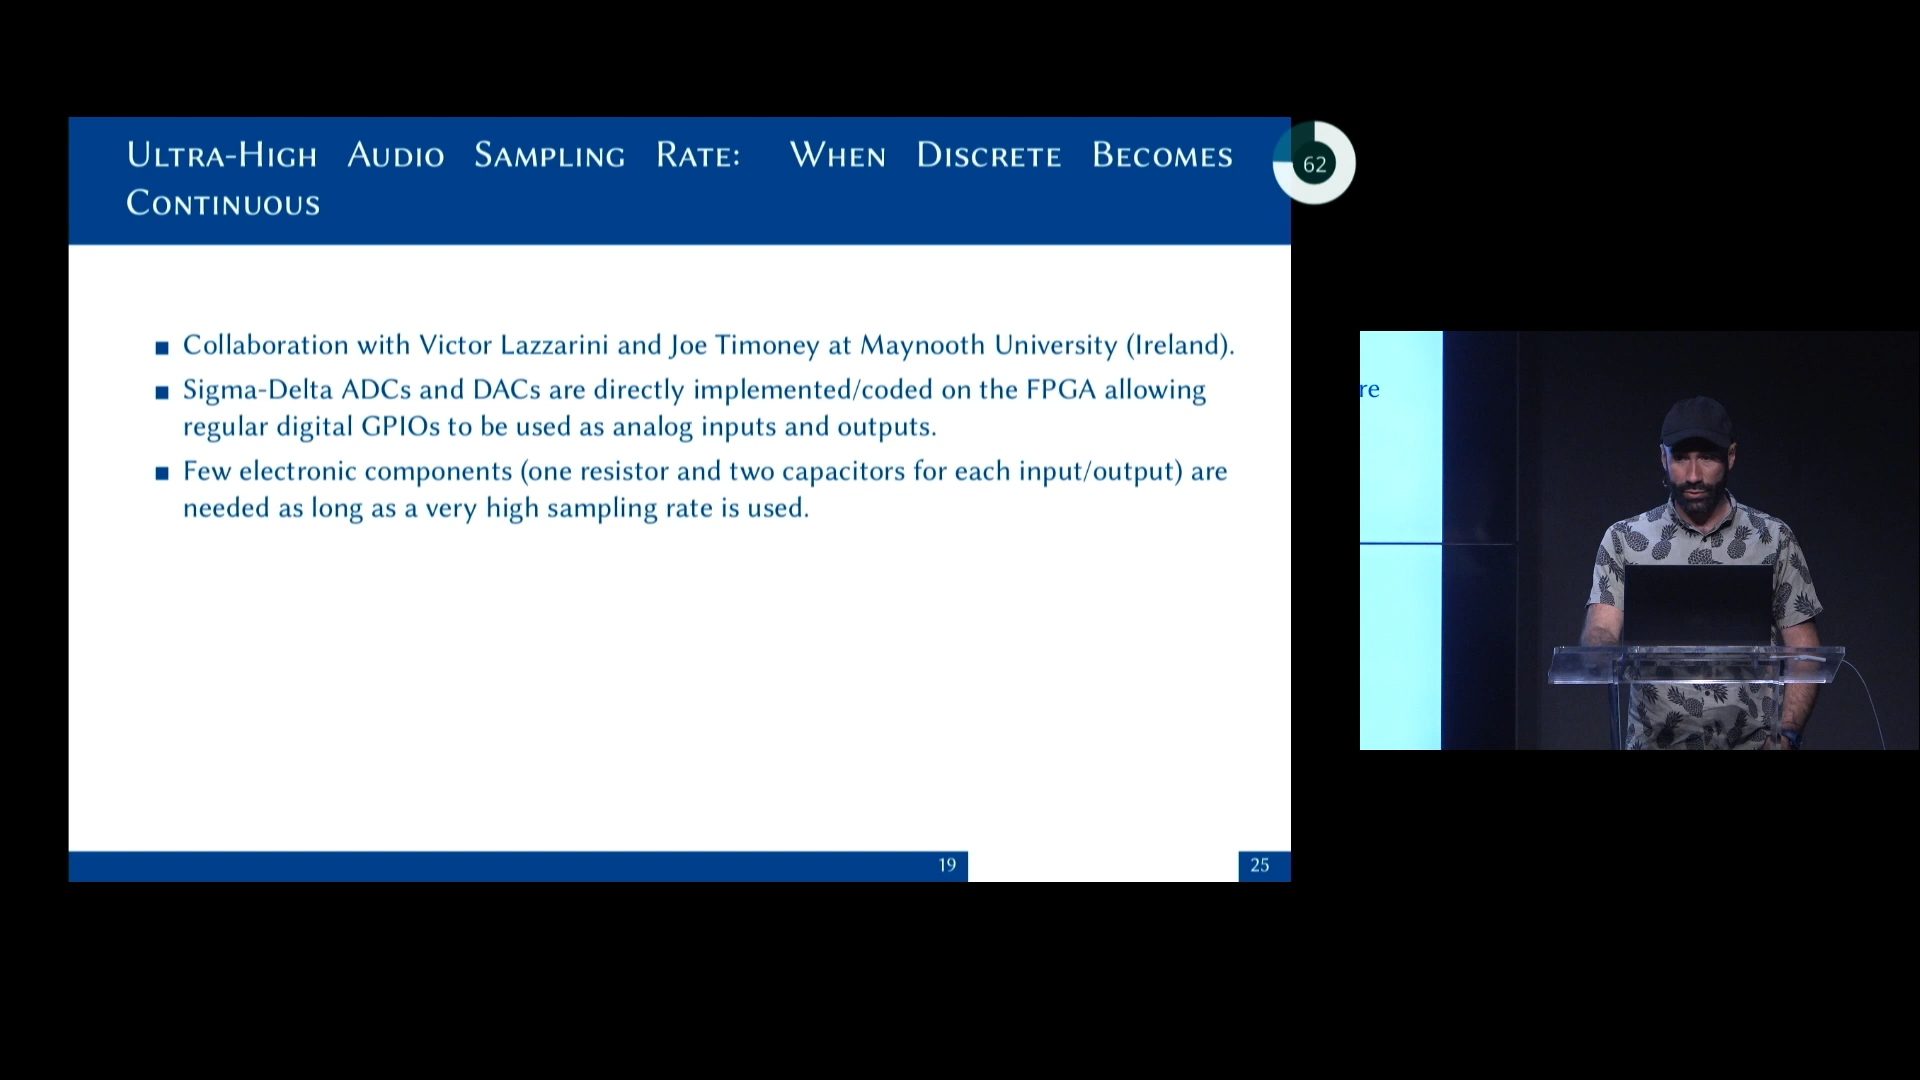 Ultra-High Audio Sampling Rate: When Discrete Becomes
Continuous
62
■ Collaboration with Victor Lazzarini and Joe Timoney at Maynooth University (Ireland).
■ Sigma-Delta ADCs and DACs are directly implemented/coded on the FPGA allowing
regular digital GPIOs to be used as analog inputs and outputs.
■ Few electronic components (one resistor and two capacitors for each input/output) are
needed as long as a very high sampling rate is used.
re
19
25